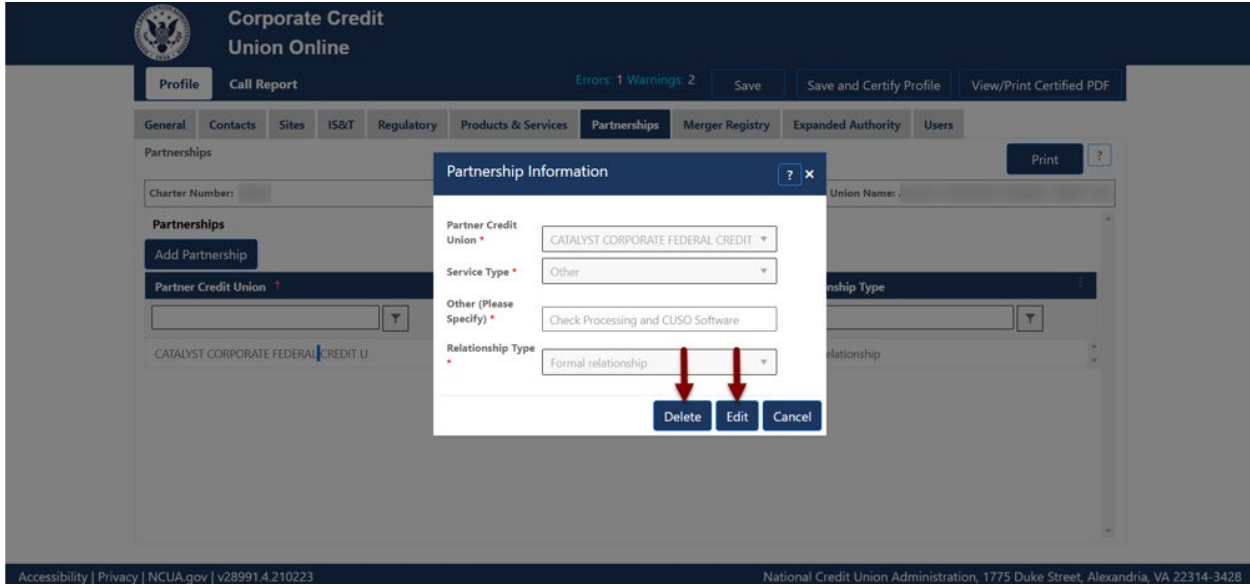 Corporate Credit
Union Online
Profile Call Report Errors: 1 Warnings: 2 Save Save and Certify Profile View/Print Certified PDF
General Contacts Sites IS&T Regulatory Products & Services Partnerships Merger Registry Expanded Authority Users
Partnerships Print ?
Charter Number: Union Name:
Partnerships
Add Partnership
Partner Credit Union ↑ nship Type
CATALYST CORPORATE FEDERAL CREDIT U elationship
Partnership Information ? ×
Partner Credit
Union * CATALYST CORPORATE FEDERAL CREDIT
Service Type * Other
Other (Please
Specify) * Check Processing and CUSO Software
Relationship Type
* Formal relationship
Delete Edit Cancel
Accessibility | Privacy | NCUA.gov | v28991.4.210223 National Credit Union Administration, 1775 Duke Street, Alexandria, VA 22314-3428